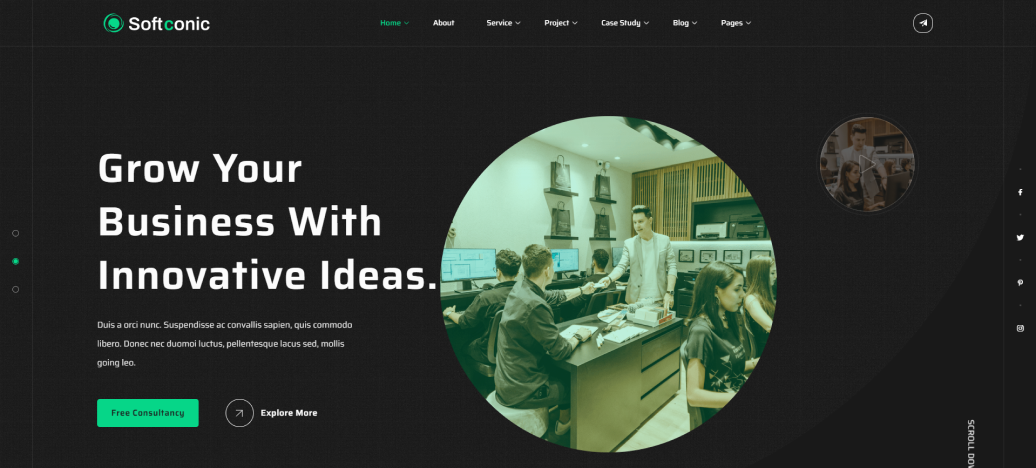 Softconic
Home
About
Service
Project
Case Study
Blog
Pages
Grow Your
Business With
Innovative Ideas.
Duis a orci nunc. Suspendisse ac convallis sapien, quis commodo
libero. Donec nec duomoi luctus, pellentesque lacus sed, mollis
going leo.
Free Consultancy
Explore More
SCROLL DOW